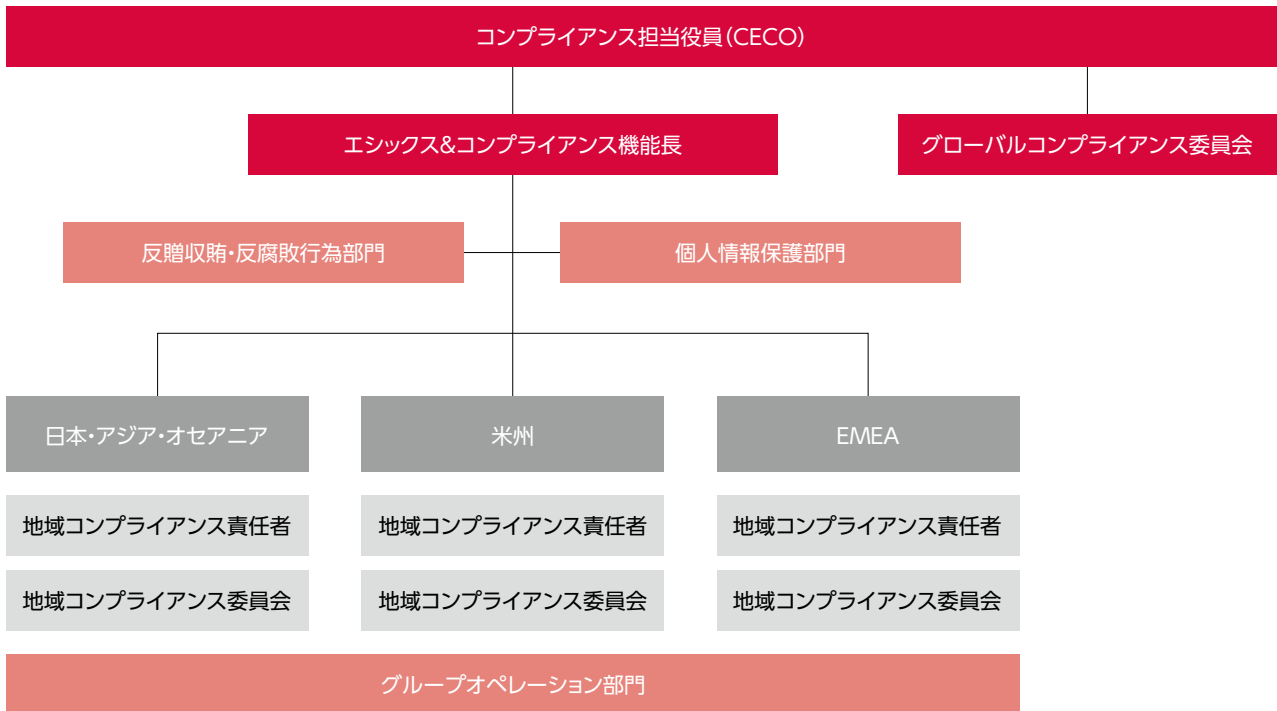 コンプライアンス担当役員（CECO）
エシックス&コンプライアンス機能長
グローバルコンプライアンス委員会
反贈収賄・反腐敗行為部門
個人情報保護部門
日本・アジア・オセアニア
米州
EMEA
地域コンプライアンス責任者
地域コンプライアンス責任者
地域コンプライアンス責任者
地域コンプライアンス委員会
地域コンプライアンス委員会
地域コンプライアンス委員会
グループオペレーション部門